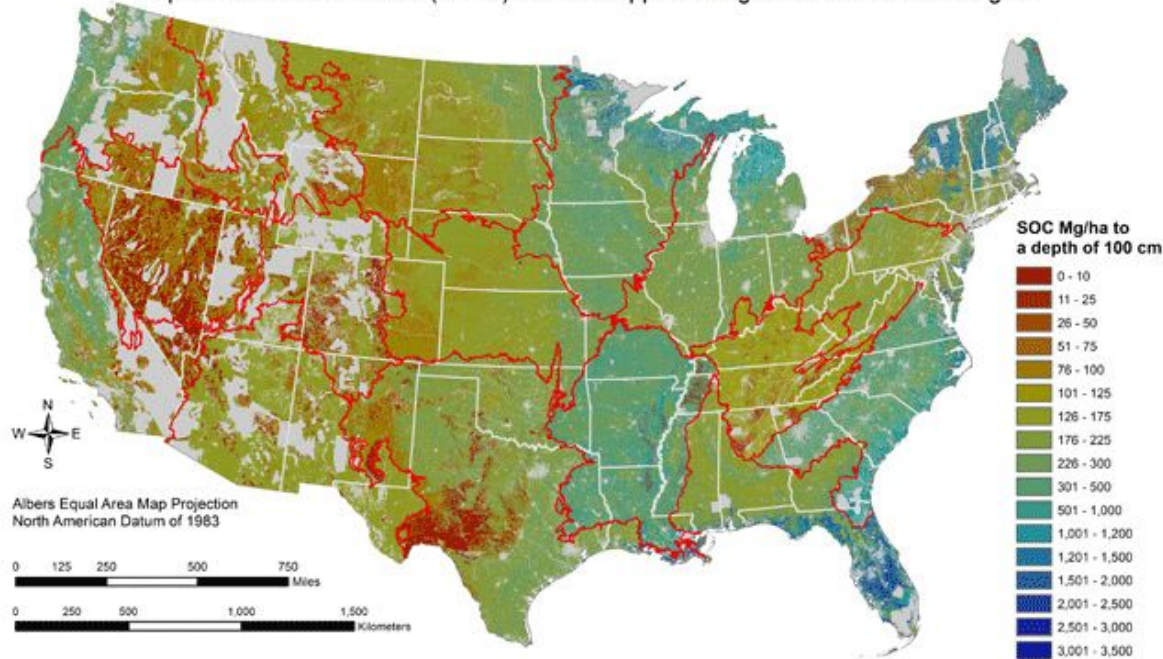 N
W E
S
Albers Equal Area Map Projection
North American Datum of 1983
0 125 250 500 750
Miles
0 250 500 1,000 1,500
Kilometers
SOC Mg/ha to
a depth of 100 cm
0 - 10
11 - 25
26 - 50
51 - 75
76 - 100
101 - 125
126 - 175
176 - 225
226 - 300
301 - 500
501 - 1,000
1,001 - 1,200
1,201 - 1,500
1,501 - 2,000
2,001 - 2,500
2,501 - 3,000
3,001 - 3,500